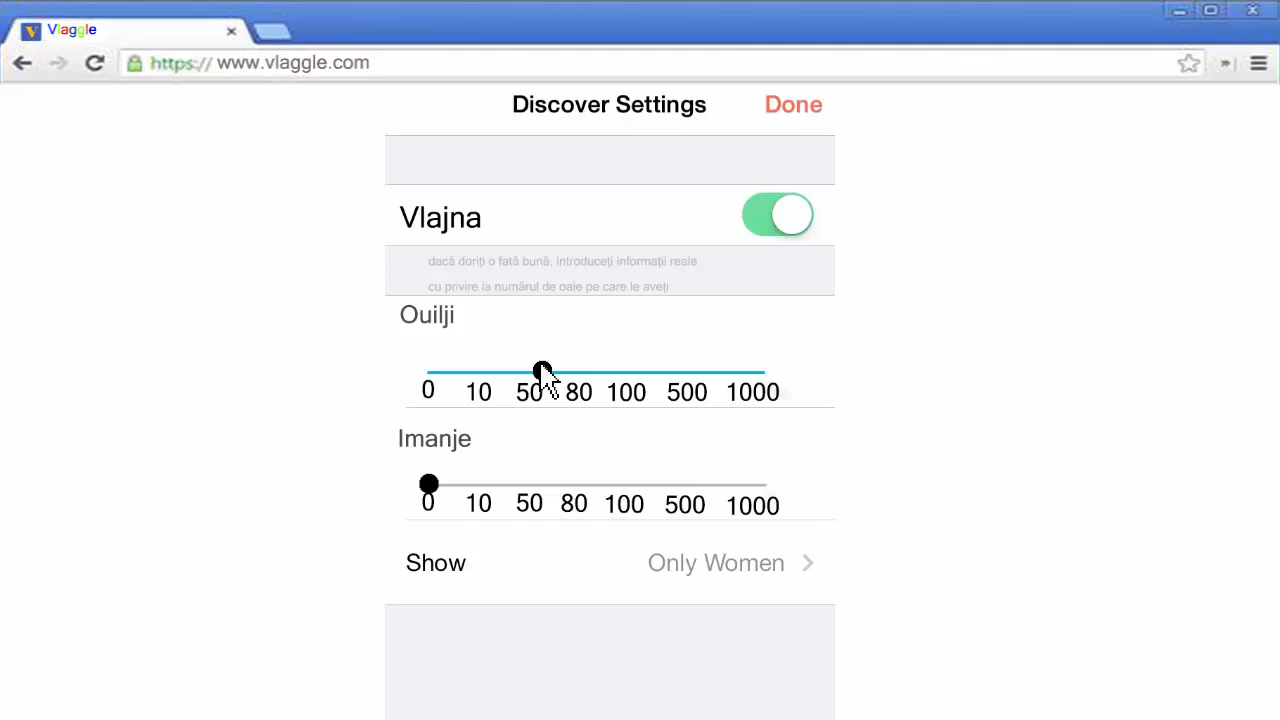 Vlaggle
https:// www.vlaggle.com
Discover Settings Done
Vlajna
dacă doriți o fată bună, introduceți informații reale
cu privire la numărul de oaie pe care le aveți
Ouilji
0 10 50 80 100 500 1000
Imanje
0 10 50 80 100 500 1000
Show Only Women